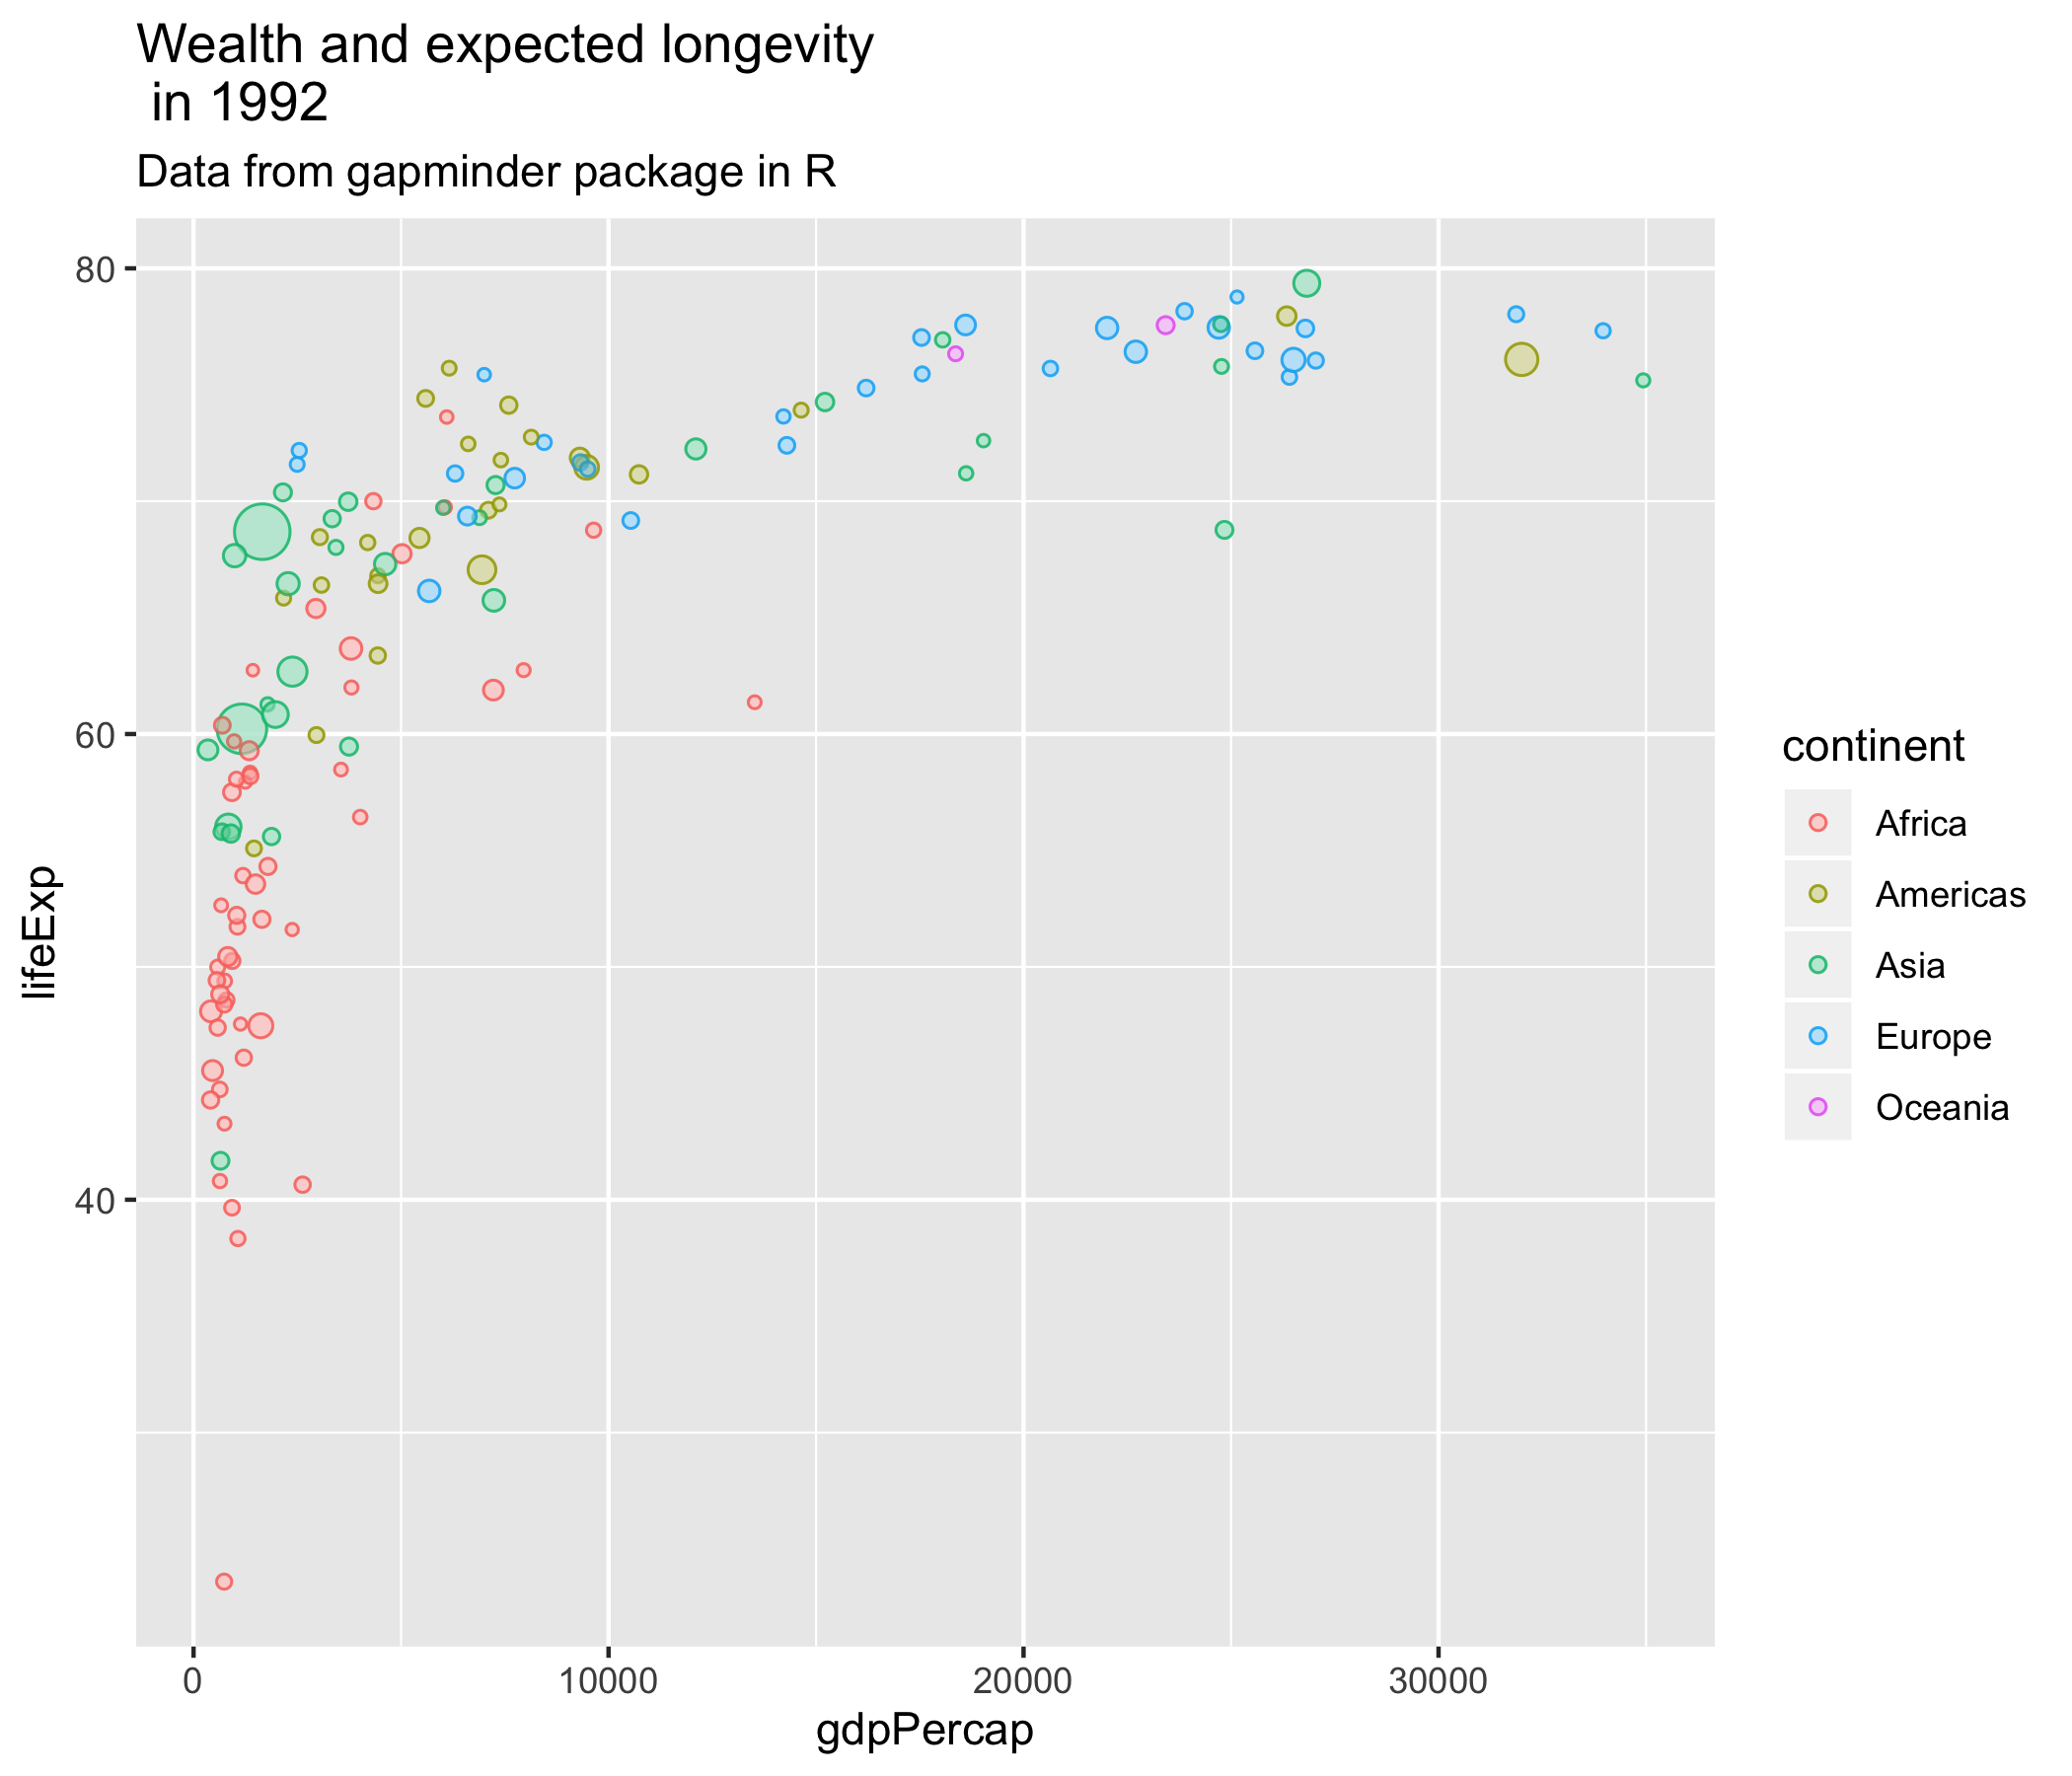 Wealth and expected longevity
in 1992
Data from gapminder package in R
80
60
40
lifeExp
0
10000
20000
30000
gdpPercap
continent
Africa
Americas
Asia
Europe
Oceania